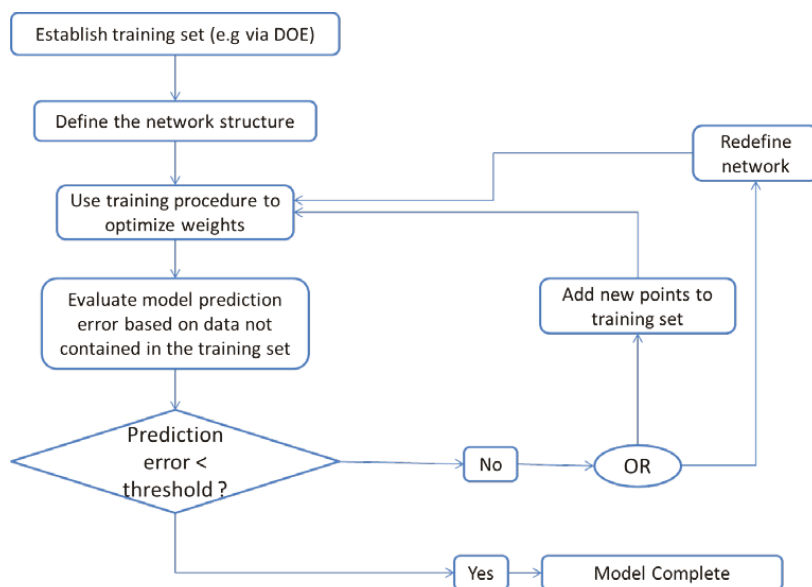 Establish training set (e.g via DOE)
Define the network structure
Redefine
network
Use training procedure to
optimize weights
Evaluate model prediction
error based on data not
contained in the training set
Add new points to
training set
Prediction
error <
threshold ?
No
OR
Yes
Model Complete